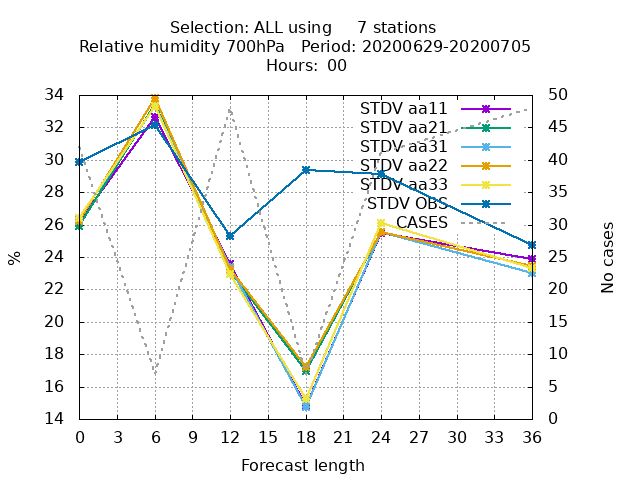 Selection: ALL using     7 stations
Relative humidity 700hPa   Period: 20200629-20200705
Hours:  00
34 50
32 45
30 40
28 35
26 30
24 25
22 20
20 15
18 10
16 5
14 0
%
No cases
STDV aa11
STDV aa21
STDV aa31
STDV aa22
STDV aa33
STDV OBS
CASES
0 3 6 9 12 15 18 21 24 27 30 33 36
Forecast length